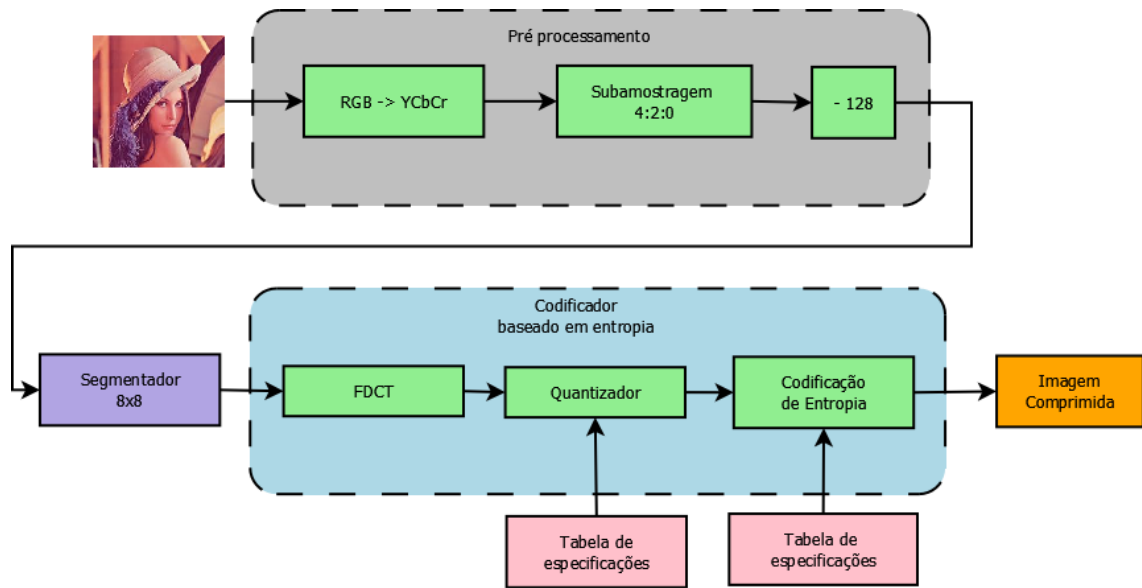 Pré processamento
RGB -> YCbCr
Subamostragem
4:2:0
- 128
Codificador
baseado em entropia
Segmentador
8x8
FDCT
Quantizador
Codificação
de Entropia
Imagem
Comprimida
Tabela de
especificações
Tabela de
especificações